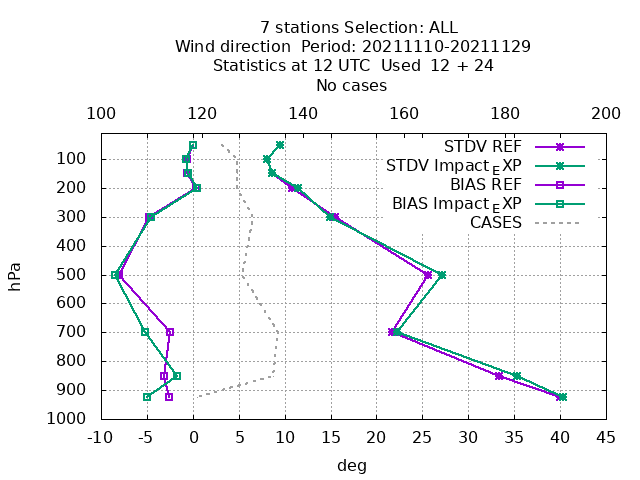 7 stations Selection: ALL
Wind direction  Period: 20211110-20211129
Statistics at 12 UTC  Used  12 + 24
No cases
100 120 140 160 180 200
STDV REF
STDV Impact_EXP
BIAS REF
BIAS Impact_EXP
CASES
hPa
100
200
300
400
500
600
700
800
900
1000
-10 -5 0 5 10 15 20 25 30 35 40 45
deg